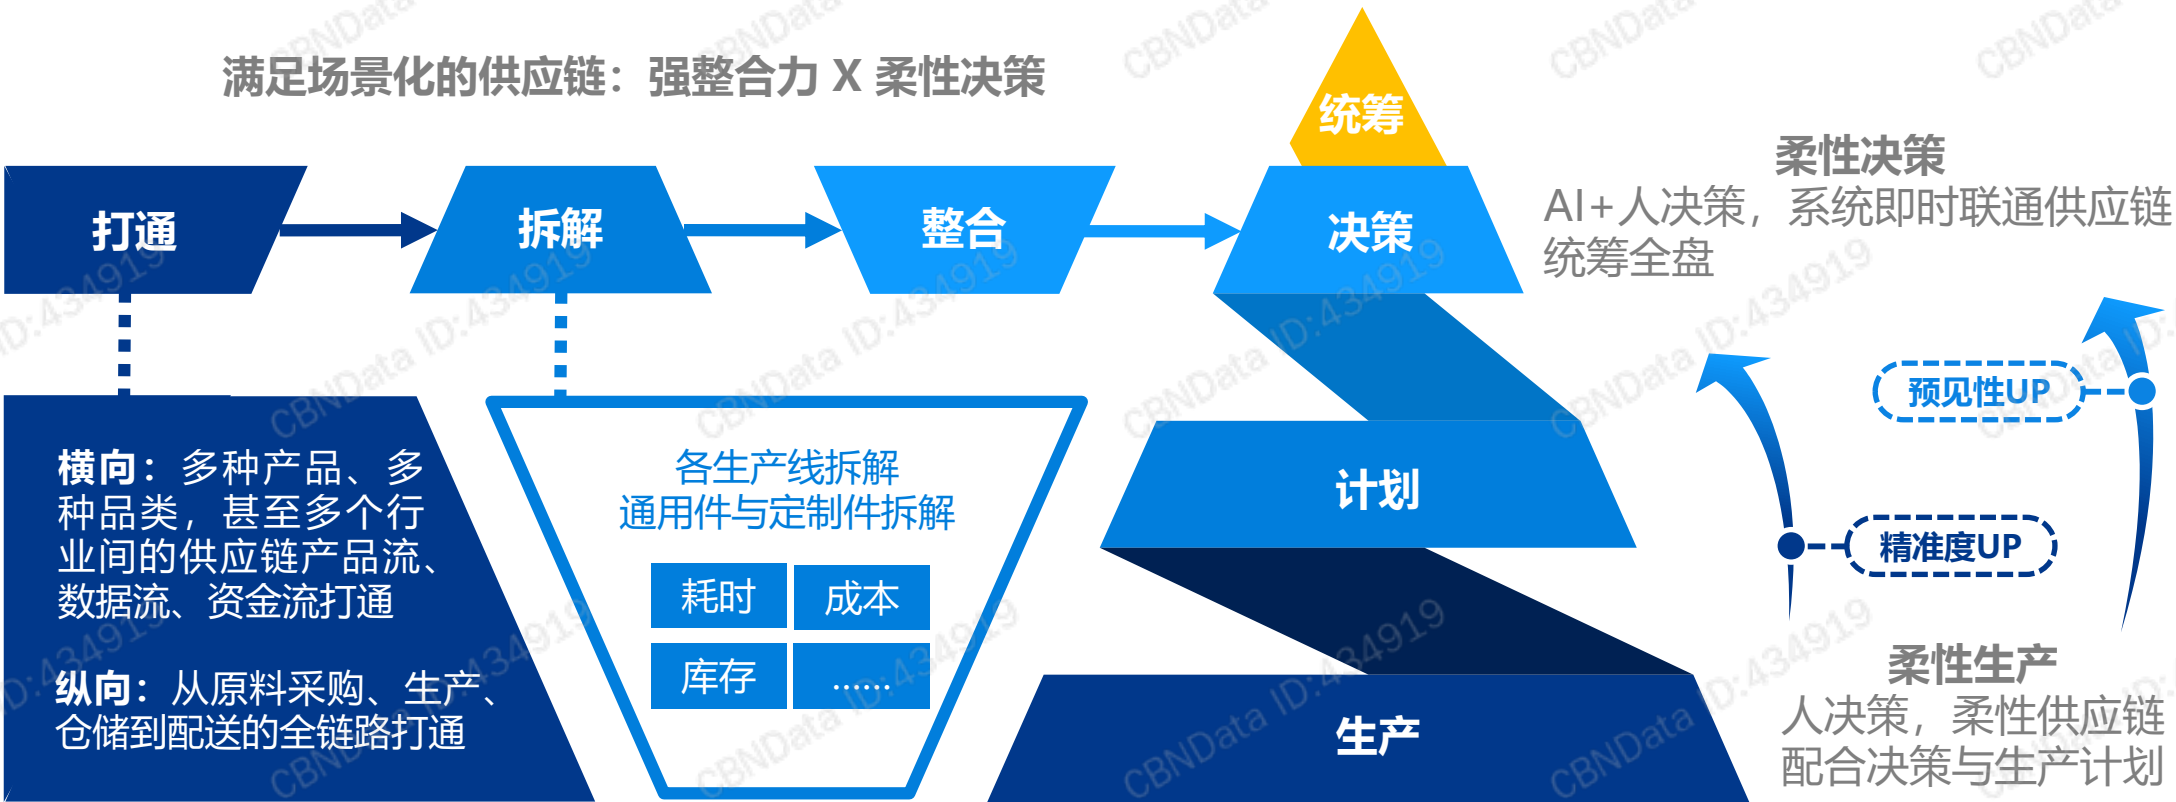 满足场景化的供应链：强整合力 X 柔性决策
统筹
打通
拆解
整合
决策
柔性决策
AI+人决策，系统即时联通供应链
统筹全盘
横向：多种产品、多
种品类，甚至多个行
业间的供应链产品流、
数据流、资金流打通
纵向：从原料采购、生产、
仓储到配送的全链路打通
各生产线拆解
通用件与定制件拆解
耗时
成本
库存
……
计划
生产
预见性UP
精准度UP
柔性生产
人决策，柔性供应链
配合决策与生产计划
CBNData ID:434919